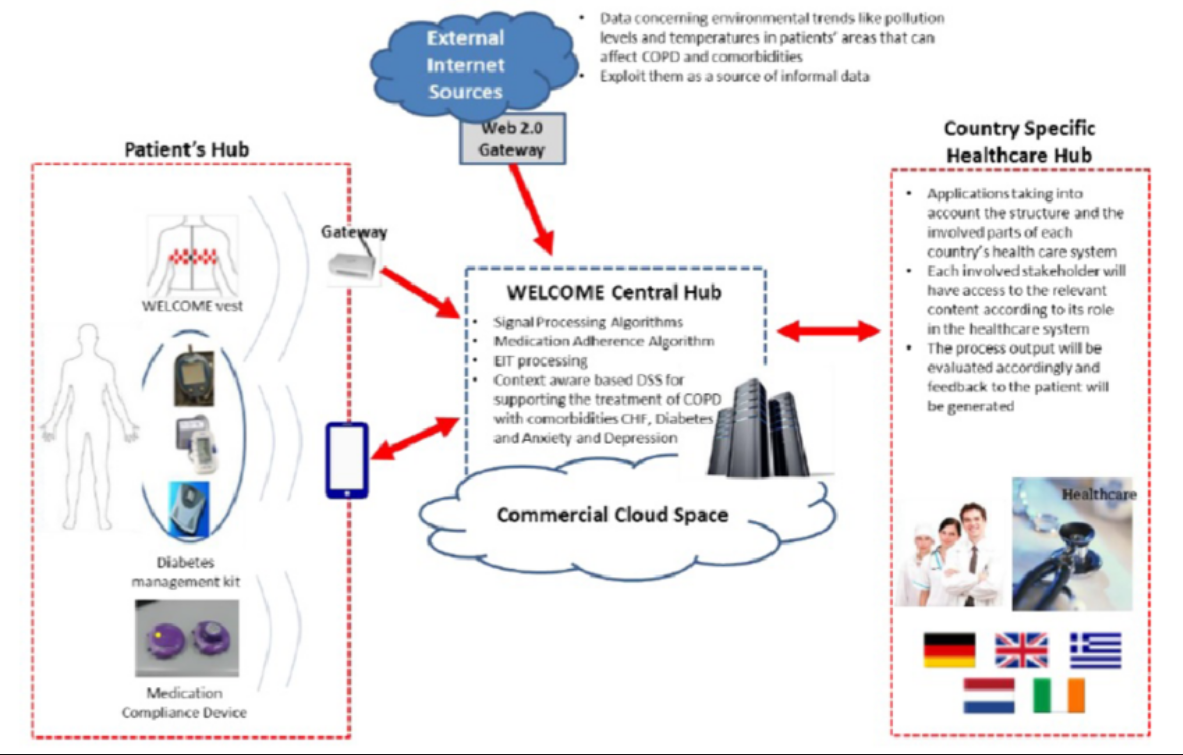 External
Internet
Sources
• Data concerning environmental trends like pollution
levels and temperatures in patients' areas that can
affect COPD and comorbidities
• Exploit them as a source of informal data
Web 2.0
Gateway
Patient's Hub
WELCOME vest
Diabetes
management kit
Medication
Compliance Device
Gateway
WELCOME Central Hub
• Signal Processing Algorithms
• Medication Adherence Algorithm
• EIT processing
• Context aware based DSS for
supporting the treatment of COPD
with comorbidities CHF, Diabetes
and Anxiety and Depression
Commercial Cloud Space
Country Specific
Healthcare Hub
• Applications taking into
account the structure and the
involved parts of each
country's health care system
• Each involved stakeholder will
have access to the relevant
content according to its role
in the healthcare system
• The process output will be
evaluated accordingly and
feedback to the patient will
be generated
Healthcare